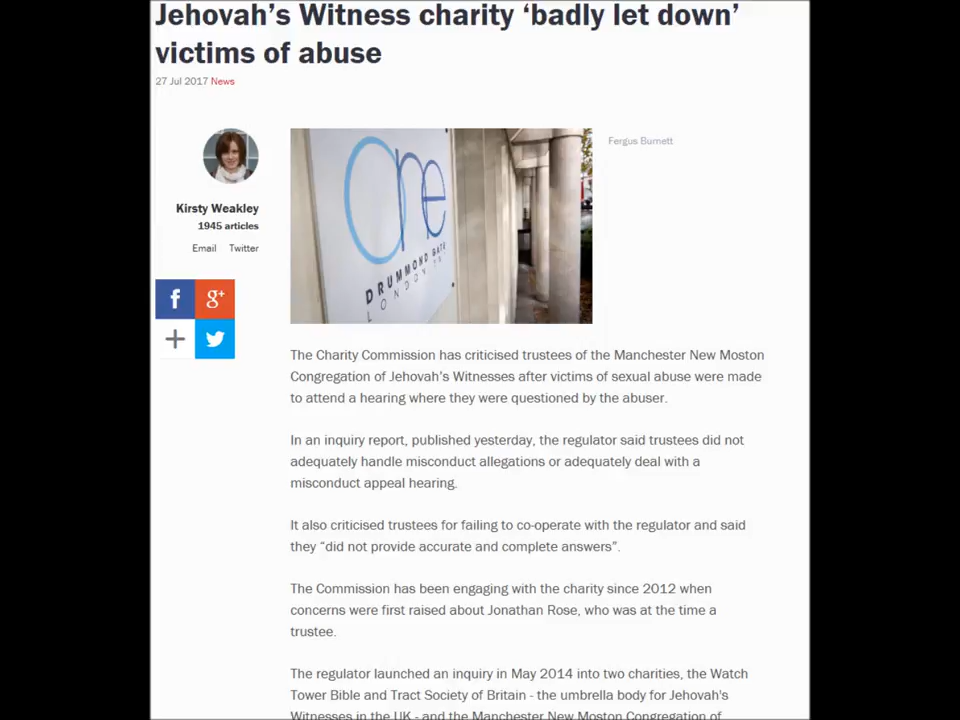 Jehovah’s Witness charity ‘badly let down’
victims of abuse
27 Jul 2017 News
Fergus Burnett
one
DRUMMOND GATE
LONDON
Kirsty Weakley
1945 articles
Email Twitter
f g+
The Charity Commission has criticised trustees of the Manchester New Moston
Congregation of Jehovah’s Witnesses after victims of sexual abuse were made
to attend a hearing where they were questioned by the abuser.
In an inquiry report, published yesterday, the regulator said trustees did not
adequately handle misconduct allegations or adequately deal with a
misconduct appeal hearing.
It also criticised trustees for failing to co-operate with the regulator and said
they “did not provide accurate and complete answers”.
The Commission has been engaging with the charity since 2012 when
concerns were first raised about Jonathan Rose, who was at the time a
trustee.
The regulator launched an inquiry in May 2014 into two charities, the Watch
Tower Bible and Tract Society of Britain - the umbrella body for Jehovah's
Witnesses in the UK - and the Manchester New Moston Congregation of